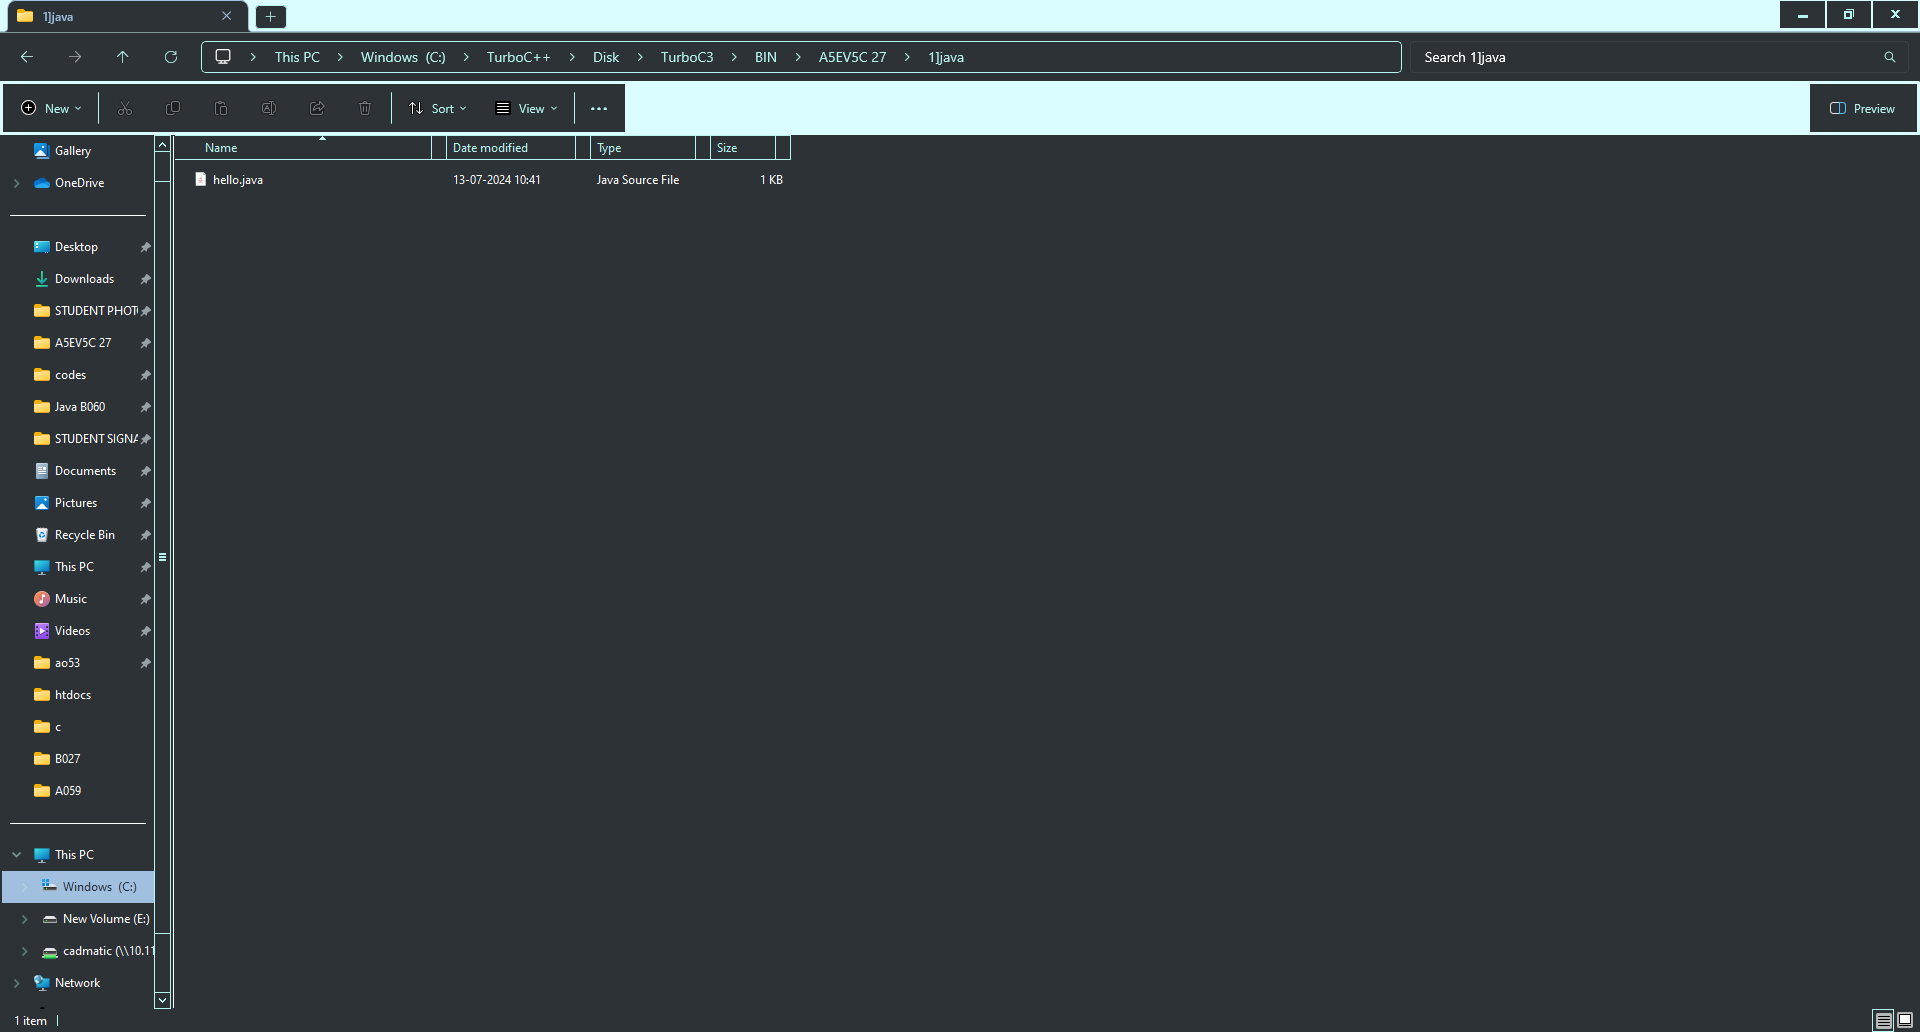 1]java
This PC > Windows (C:) > TurboC++ > Disk > TurboC3 > BIN > A5EV5C 27 > 1]java
Search 1]java
New
Sort
View
Preview
Gallery
OneDrive
Desktop
Downloads
STUDENT PHOT
A5EV5C 27
codes
Java B060
STUDENT SIGNA
Documents
Pictures
Recycle Bin
This PC
Music
Videos
ao53
htdocs
c
B027
A059
This PC
Windows (C:)
New Volume (E:)
cadmatic (\\10.11
Network
Name Date modified Type Size
hello.java 13-07-2024 10:41 Java Source File 1 KB
1 item